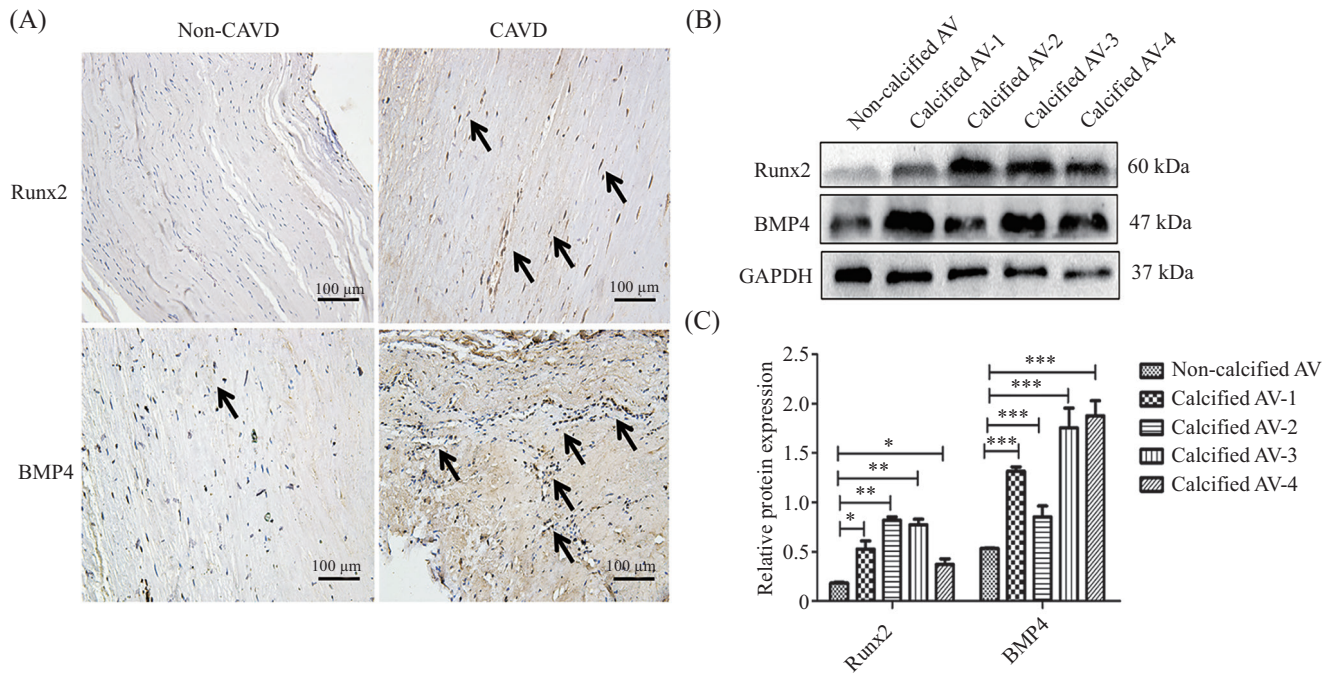 (A)
Non-CAVD
CAVD
Runx2
100 μm
100 μm
BMP4
100 μm
100 μm
(B)
Non-calcified AV
Calcified AV-1
Calcified AV-2
Calcified AV-3
Calcified AV-4
Runx2
60 kDa
BMP4
47 kDa
GAPDH
37 kDa
(C)
Relative protein expression
2.5
2.0
1.5
1.0
0.5
0
*
**
**
*
***
***
***
***
Runx2
BMP4
Non-calcified AV
Calcified AV-1
Calcified AV-2
Calcified AV-3
Calcified AV-4